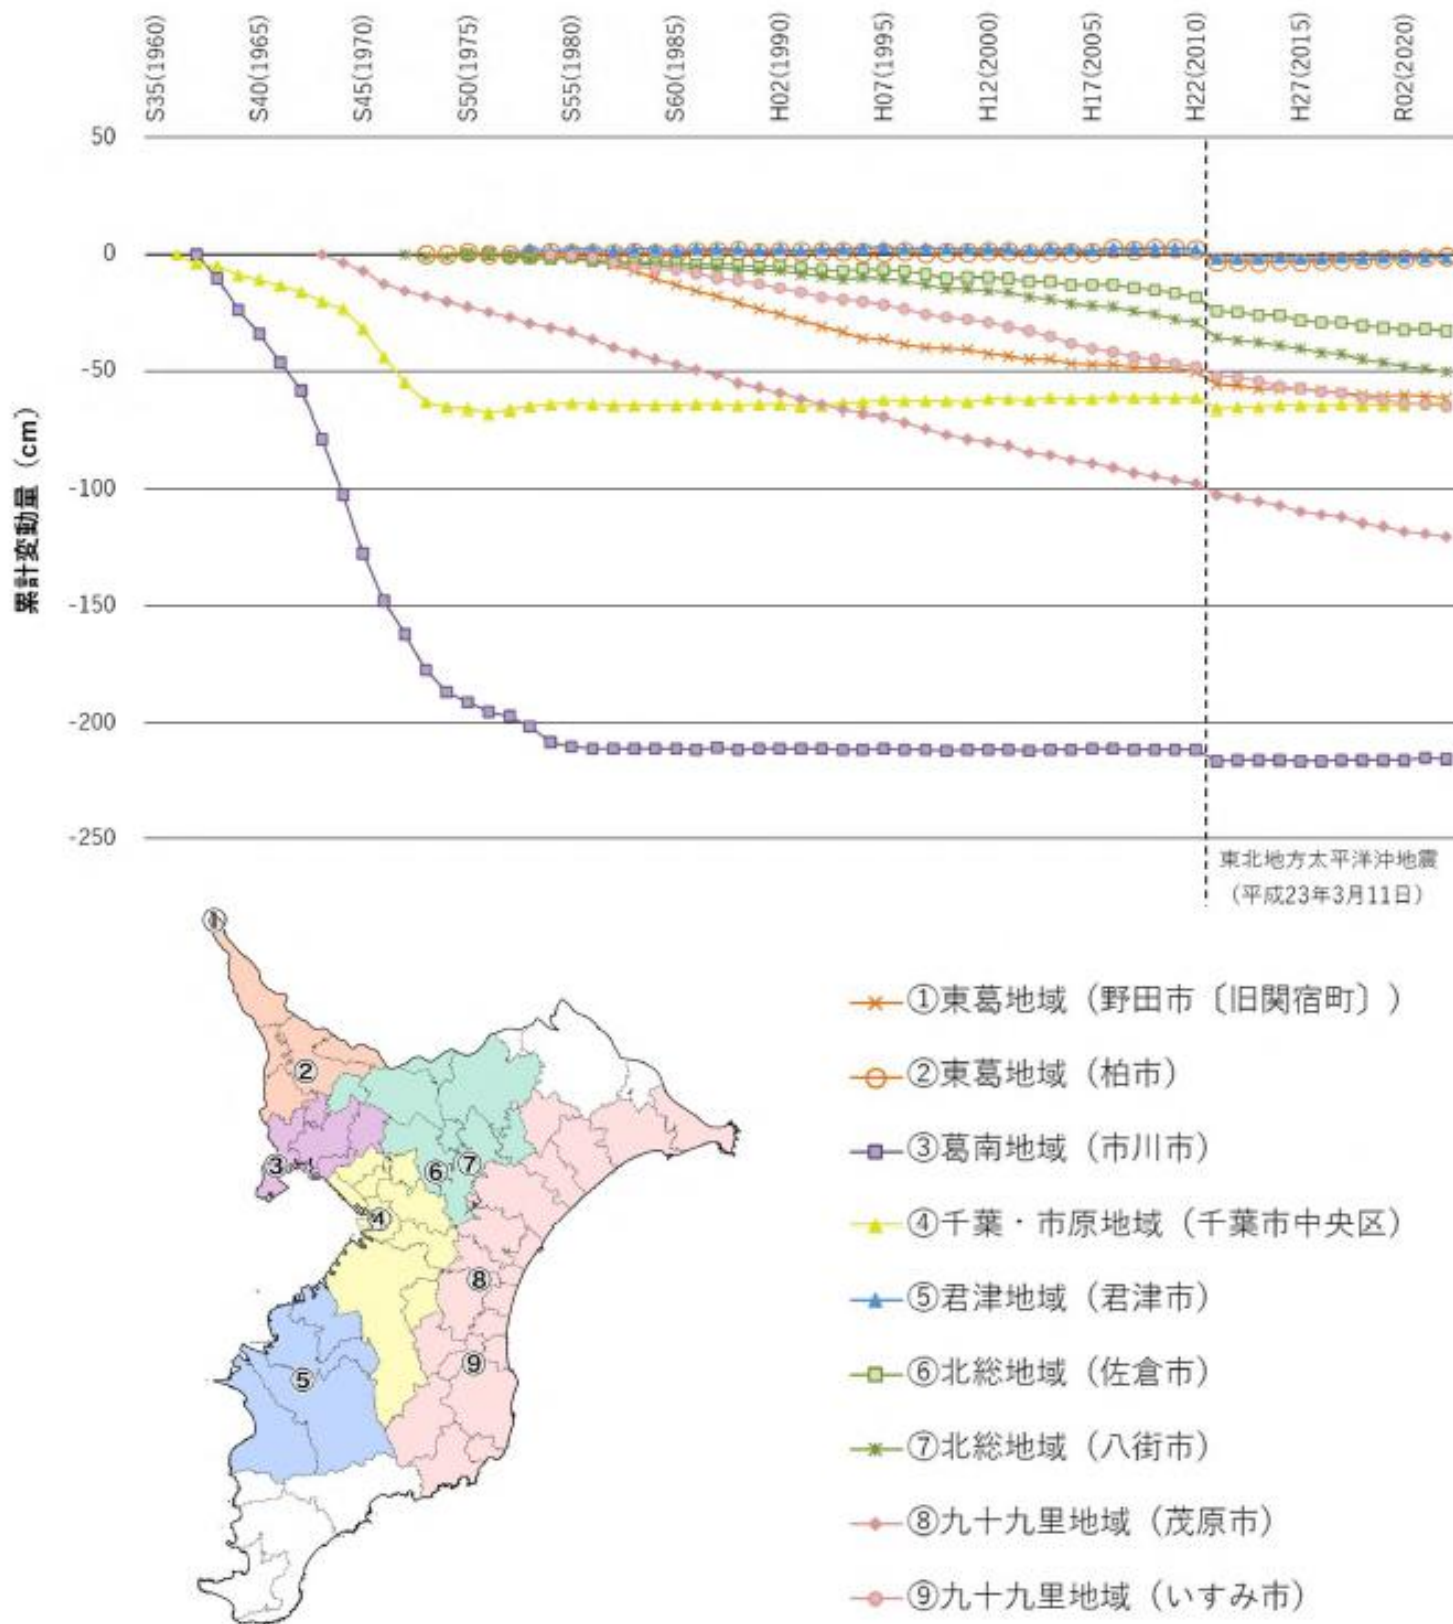 S35(1960)
S40(1965)
S45(1970)
S50(1975)
S55(1980)
S60(1985)
H02(1990)
H07(1995)
H12(2000)
H17(2005)
H22(2010)
H27(2015)
R02(2020)
累計変動量（cm）
50
0
-50
-100
-150
-200
-250
東北地方太平洋沖地震
（平成23年3月11日）
①
②
③
④
⑤
⑥
⑦
⑧
⑨
①東葛地域（野田市〔旧関宿町〕）
②東葛地域（柏市）
③葛南地域（市川市）
④千葉・市原地域（千葉市中央区）
⑤君津地域（君津市）
⑥北総地域（佐倉市）
⑦北総地域（八街市）
⑧九十九里地域（茂原市）
⑨九十九里地域（いすみ市）